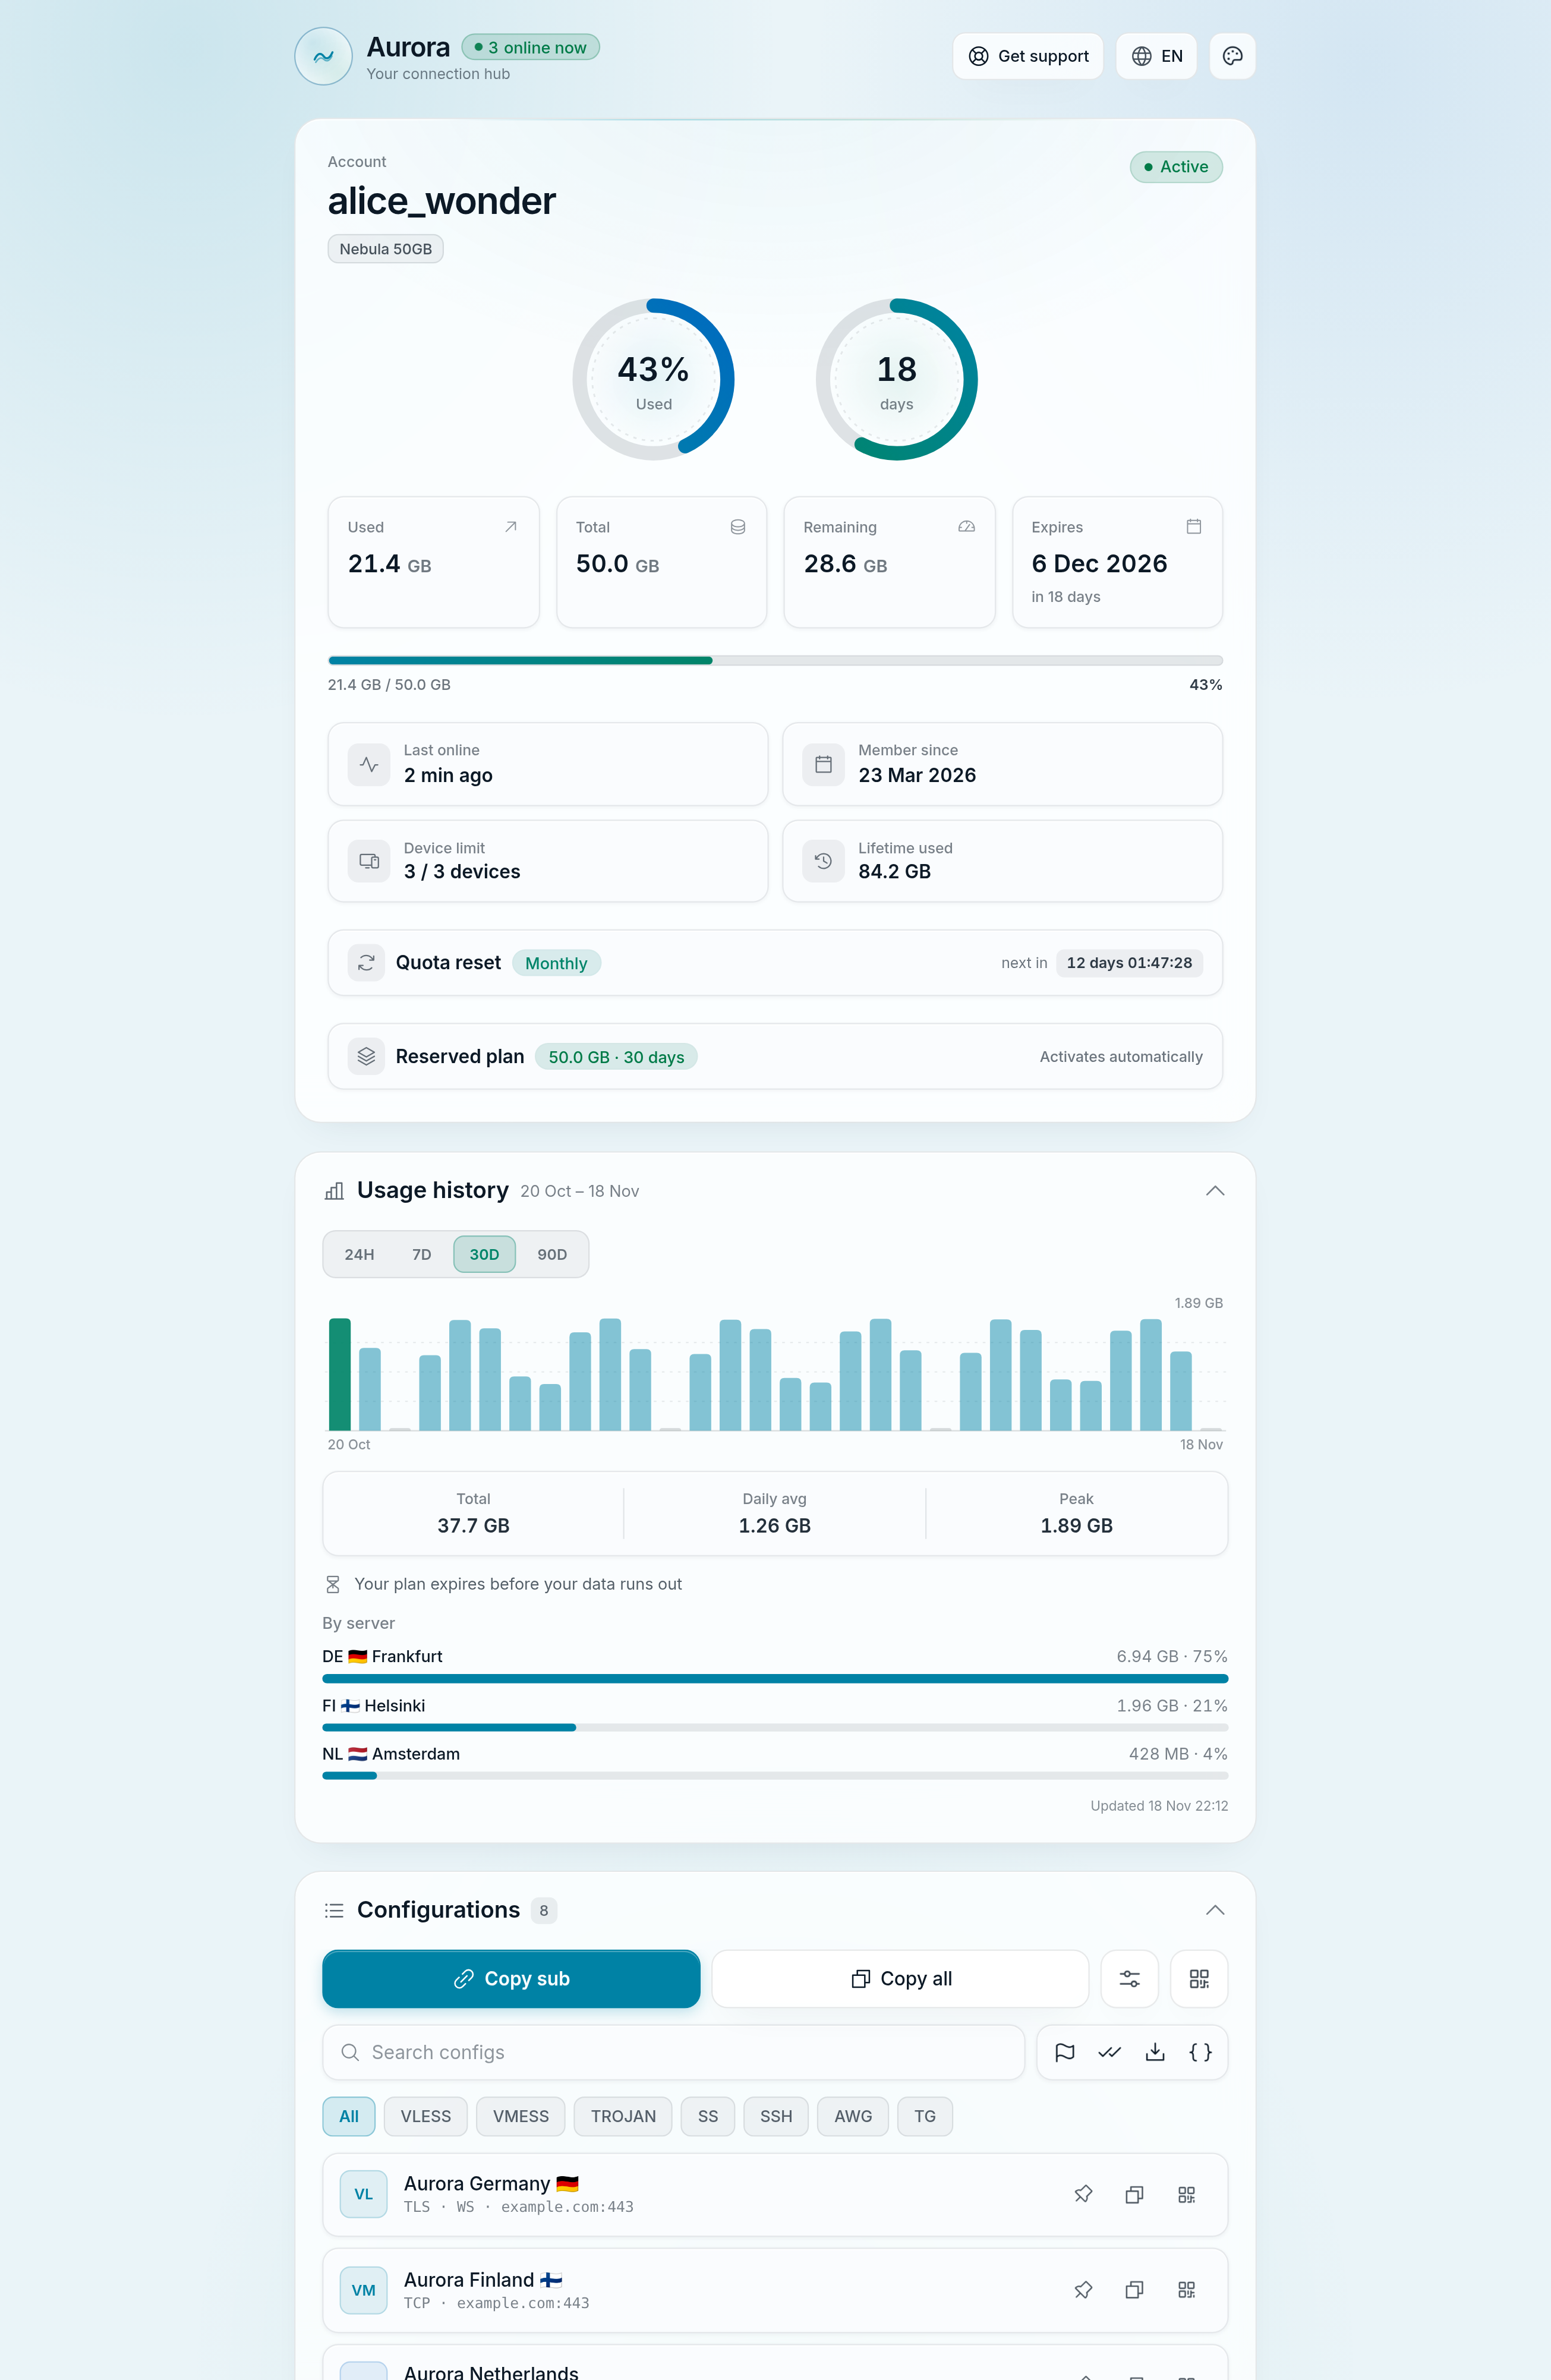 Aurora
3 online now
Your connection hub
Get support
EN
Account
Active
alice_wonder
Nebula 50GB
43%
Used
18
days
Used
21.4 GB
Total
50.0 GB
Remaining
28.6 GB
Expires
6 Dec 2026
in 18 days
21.4 GB / 50.0 GB
43%
Last online
2 min ago
Member since
23 Mar 2026
Device limit
3 / 3 devices
Lifetime used
84.2 GB
Quota reset
Monthly
next in
12 days 01:47:28
Reserved plan
50.0 GB · 30 days
Activates automatically
Usage history
20 Oct – 18 Nov
24H
7D
30D
90D
1.89 GB
20 Oct
18 Nov
Total
37.7 GB
Daily avg
1.26 GB
Peak
1.89 GB
Your plan expires before your data runs out
By server
DE 🇩🇪 Frankfurt
6.94 GB · 75%
FI 🇫🇮 Helsinki
1.96 GB · 21%
NL 🇳🇱 Amsterdam
428 MB · 4%
Updated 18 Nov 22:12
Configurations
8
Copy sub
Copy all
Search configs
All
VLESS
VMESS
TROJAN
SS
SSH
AWG
TG
VL
Aurora Germany 🇩🇪
TLS · WS · example.com:443
VM
Aurora Finland 🇫🇮
TCP · example.com:443
Aurora Netherlands